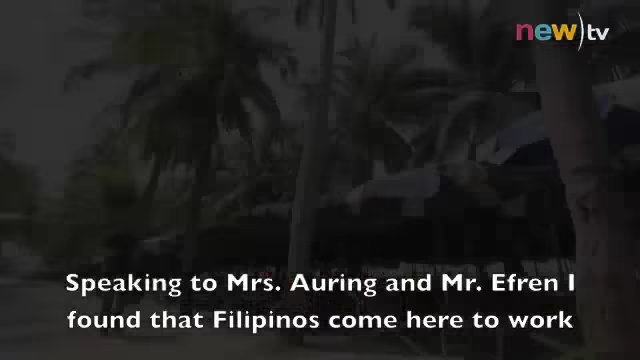 new tv
Speaking to Mrs. Auring and Mr. Efren I
found that Filipinos come here to work